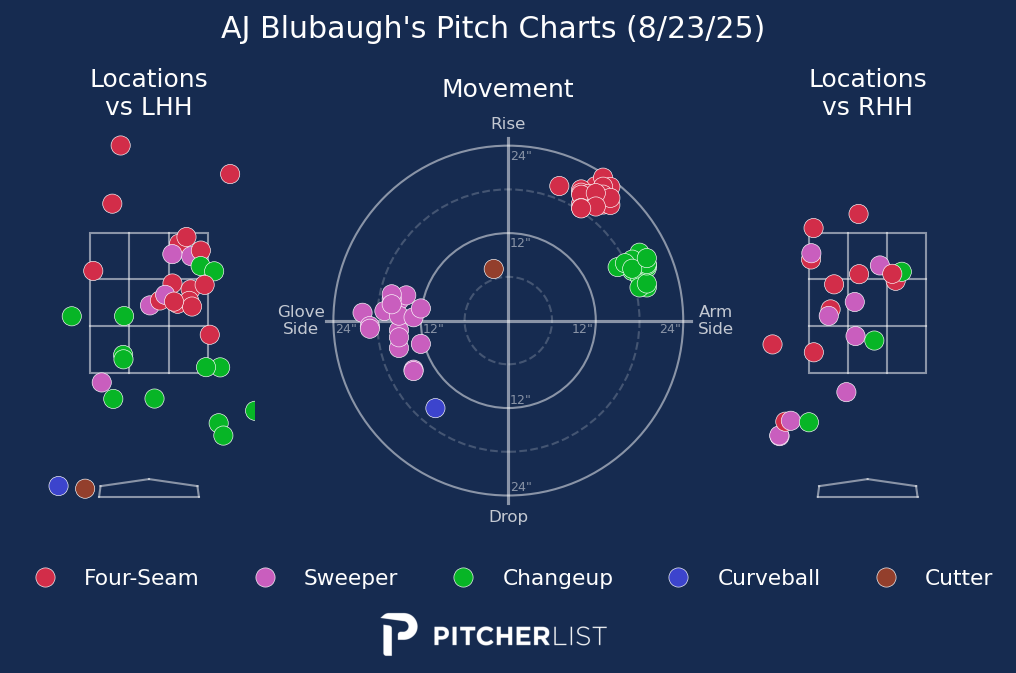 AJ Blubaugh's Pitch Charts (8/23/25)
Locations
vs LHH
Movement
Locations
vs RHH
Rise
24"
12"
Glove
Side
24"
12"
12"
24"
Arm
Side
12"
24"
Drop
Four-Seam
Sweeper
Changeup
Curveball
Cutter
PITCHERLIST